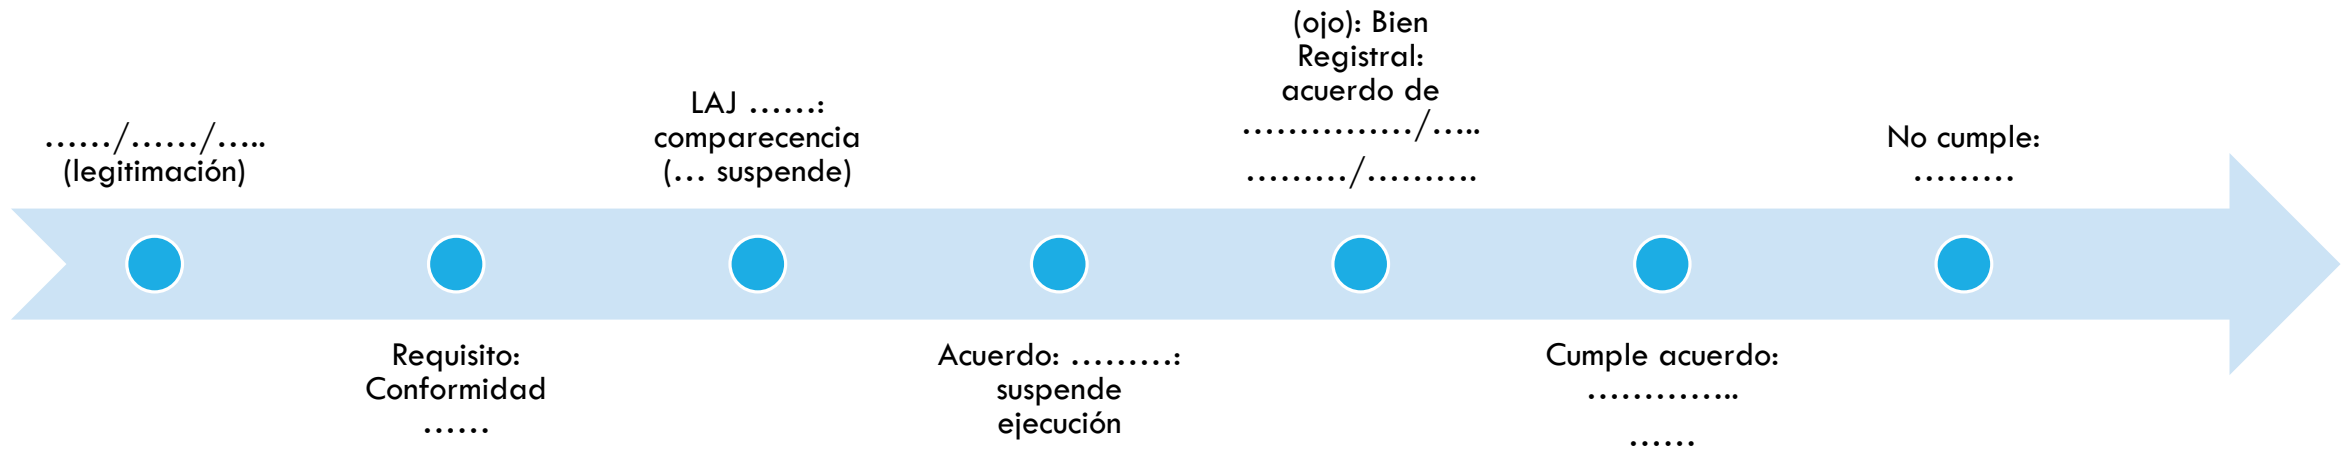 ……/……/…..
(legitimación)
Requisito:
Conformidad
……
LAJ ……:
comparecencia
(… suspende)
Acuerdo: ………:
suspende
ejecución
(ojo): Bien
Registral:
acuerdo de
……………/…..
………/……….
Cumple acuerdo:
…………..
……
No cumple:
………